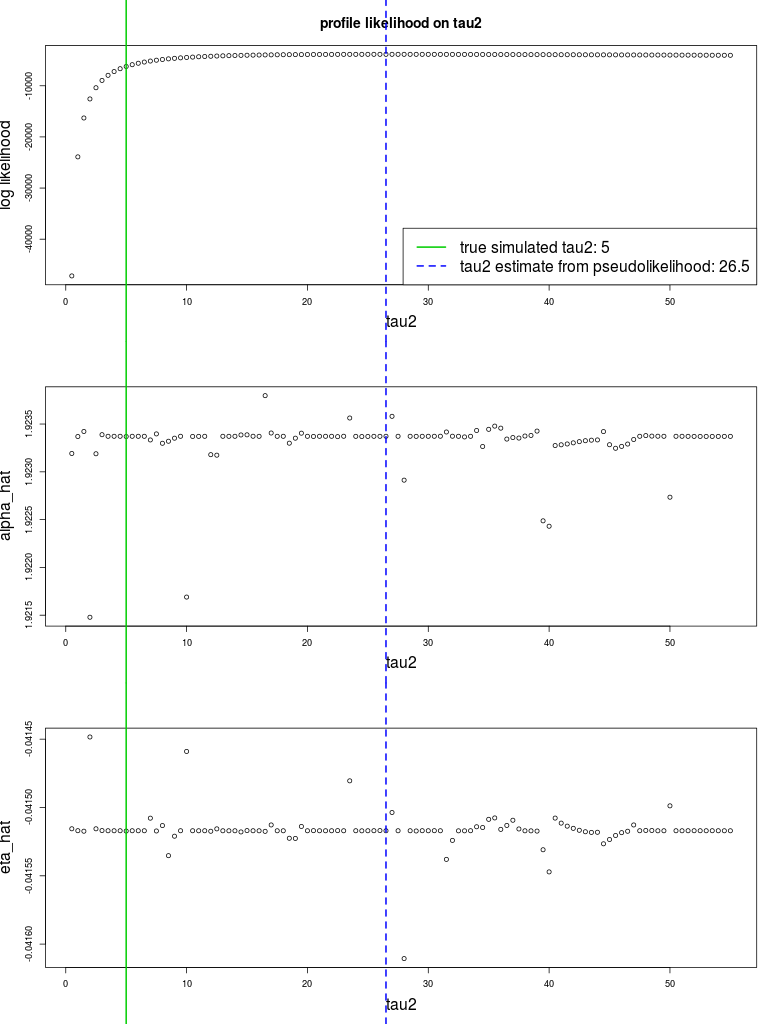 profile likelihood on tau2
log likelihood
-10000
-20000
-30000
-40000
true simulated tau2: 5
tau2 estimate from pseudolikelihood: 26.5
0 10 20 30 40 50
tau2
alpha_hat
1.9235
1.9230
1.9225
1.9220
1.9215
0 10 20 30 40 50
tau2
eta_hat
-0.04145
-0.04150
-0.04155
-0.04160
0 10 20 30 40 50
tau2